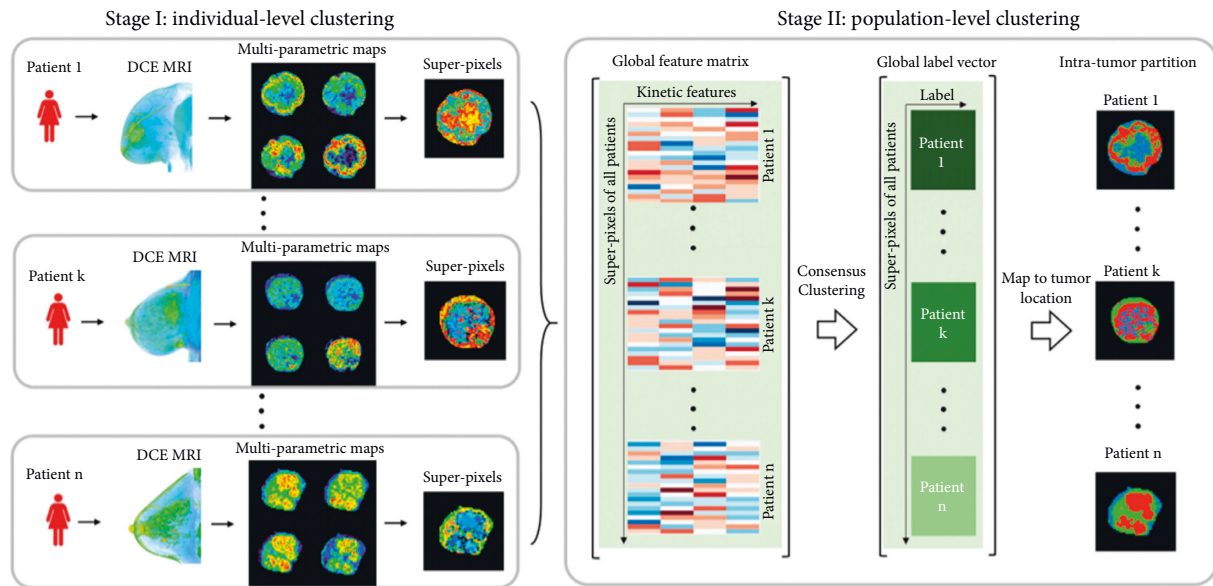 Stage I: individual-level clustering
Patient 1
DCE MRI
Multi-parametric maps
Super-pixels
Patient k
DCE MRI
Multi-parametric maps
Super-pixels
Patient n
DCE MRI
Multi-parametric maps
Super-pixels
Stage II: population-level clustering
Global feature matrix
Kinetic features
Super-pixels of all patients
Patient 1
Patient k
Patient n
Consensus
Clustering
Global label vector
Label
Super-pixels of all patients
Patient
1
Patient
k
Patient
n
Map to tumor
location
Intra-tumor partition
Patient 1
Patient k
Patient n